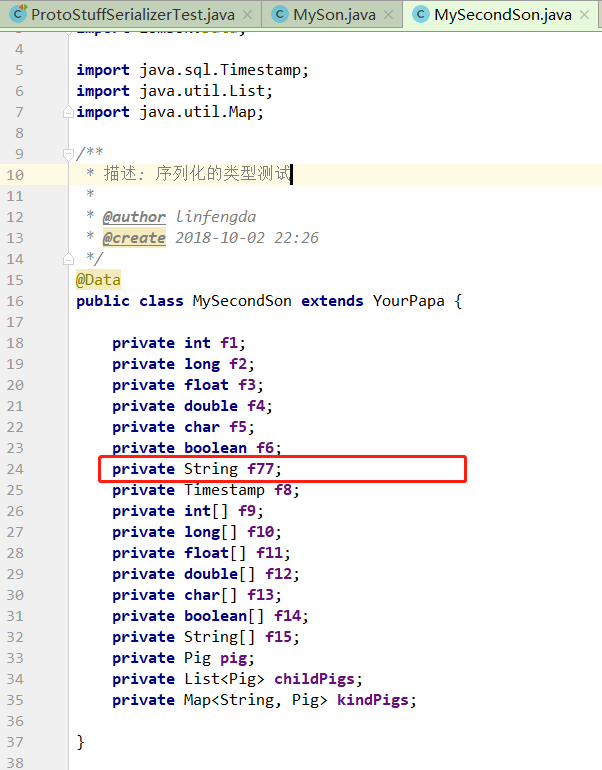 ProtoStuffSerializerTest.java
MySon.java
MySecondSon.java
4
5 import java.sql.Timestamp;
6 import java.util.List;
7 import java.util.Map;
8
9 /**
10 * 描述: 序列化的类型测试
11 *
12 * @author linfengda
13 * @create 2018-10-02 22:26
14 */
15 @Data
16 public class MySecondSon extends YourPapa {
17
18 private int f1;
19 private long f2;
20 private float f3;
21 private double f4;
22 private char f5;
23 private boolean f6;
24 private String f77;
25 private Timestamp f8;
26 private int[] f9;
27 private long[] f10;
28 private float[] f11;
29 private double[] f12;
30 private char[] f13;
31 private boolean[] f14;
32 private String[] f15;
33 private Pig pig;
34 private List<Pig> childPigs;
35 private Map<String, Pig> kindPigs;
36
37 }
38